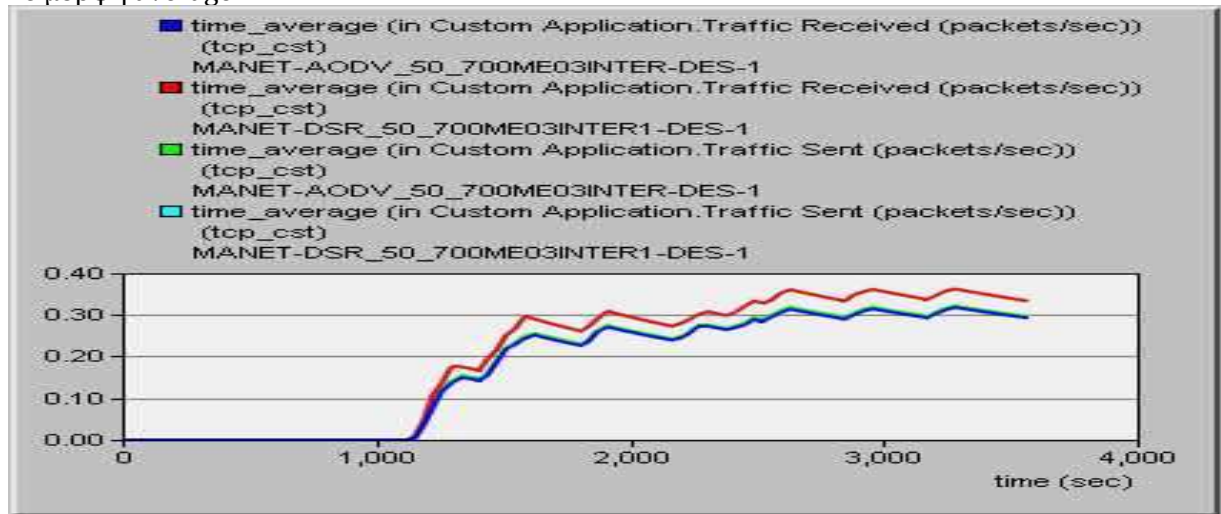 time_average (in Custom Application.Traffic Received (packets/sec))
(tcp_cst)
MANET-AODV_50_700ME03INTER-DES-1
time_average (in Custom Application.Traffic Received (packets/sec))
(tcp_cst)
MANET-DSR_50_700ME03INTER1-DES-1
time_average (in Custom Application.Traffic Sent (packets/sec))
(tcp_cst)
MANET-AODV_50_700ME03INTER-DES-1
time_average (in Custom Application.Traffic Sent (packets/sec))
(tcp_cst)
MANET-DSR_50_700ME03INTER1-DES-1
0.40
0.30
0.20
0.10
0.00
0 1,000 2,000 3,000 4,000
time (sec)